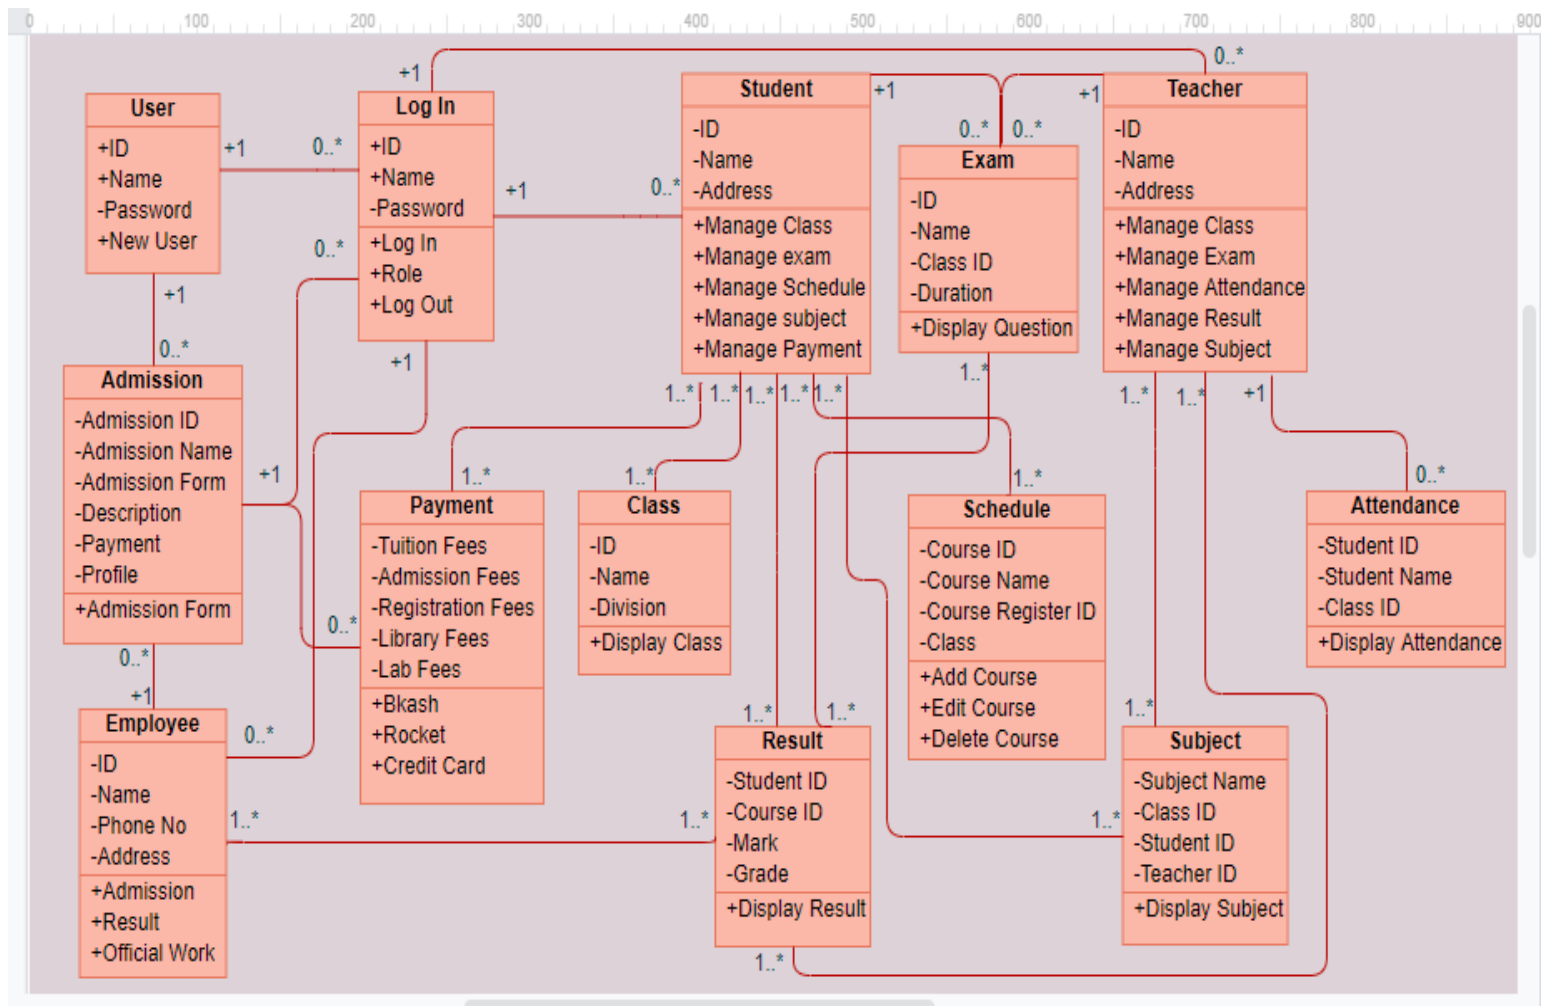 0 100 200 300 400 500 600 700 800 900
User
+ID
+Name
-Password
+New User
+1
0..*
+1
0..*
Log In
+ID
+Name
-Password
+Log In
+Role
+Log Out
+1
0..*
+1
0..*
0..*
+1
Student
-ID
-Name
-Address
+Manage Class
+Manage exam
+Manage Schedule
+Manage subject
+Manage Payment
+1
0..*
0..*
+1
Exam
-ID
-Name
-Class ID
-Duration
+Display Question
1..*
Teacher
-ID
-Name
-Address
+Manage Class
+Manage Exam
+Manage Attendance
+Manage Result
+Manage Subject
1..*
1..*
+1
1..*
1..*
1..*
1..*
1..*
Admission
-Admission ID
-Admission Name
-Admission Form
-Description
-Payment
-Profile
+Admission Form
+1
0..*
0..*
+1
Payment
-Tuition Fees
-Admission Fees
-Registration Fees
-Library Fees
-Lab Fees
+Bkash
+Rocket
+Credit Card
1..*
Class
-ID
-Name
-Division
+Display Class
1..*
Schedule
-Course ID
-Course Name
-Course Register ID
-Class
+Add Course
+Edit Course
+Delete Course
1..*
Attendance
-Student ID
-Student Name
-Class ID
+Display Attendance
0..*
Employee
-ID
-Name
-Phone No
-Address
+Admission
+Result
+Official Work
0..*
1..*
1..*
1..*
1..*
Result
-Student ID
-Course ID
-Mark
-Grade
+Display Result
1..*
1..*
1..*
Subject
-Subject Name
-Class ID
-Student ID
-Teacher ID
+Display Subject